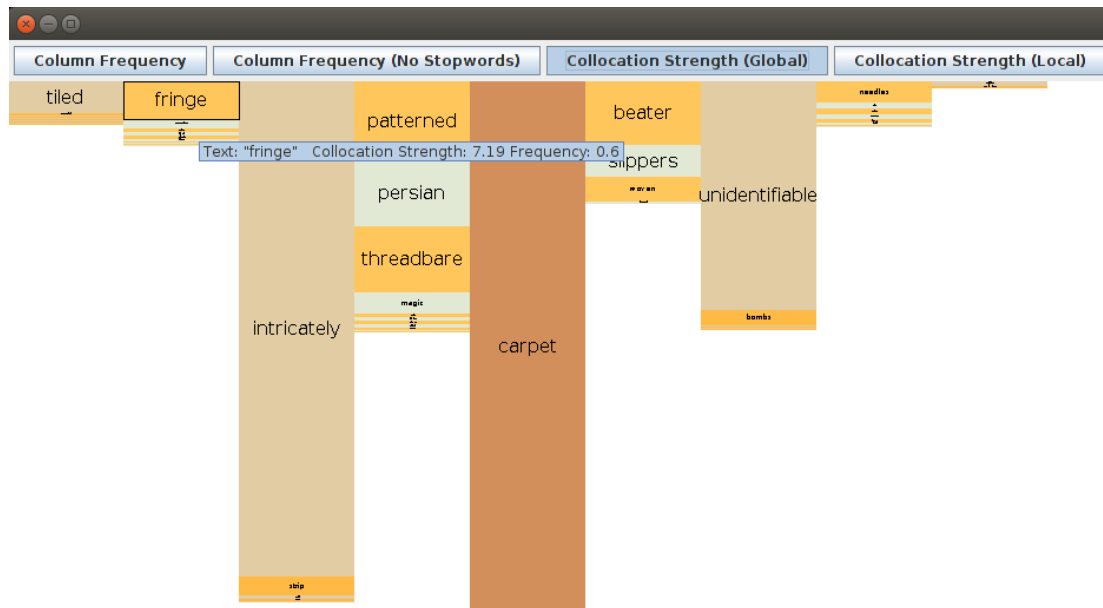 Column Frequency
Column Frequency (No Stopwords)
Collocation Strength (Global)
Collocation Strength (Local)
tiled
fringe
patterned
beater
needles
Text: "fringe" Collocation Strength: 7.19 Frequency: 0.6
slippers
persian
woven
unidentifiable
threadbare
magic
bombs
intricately
carpet
strip